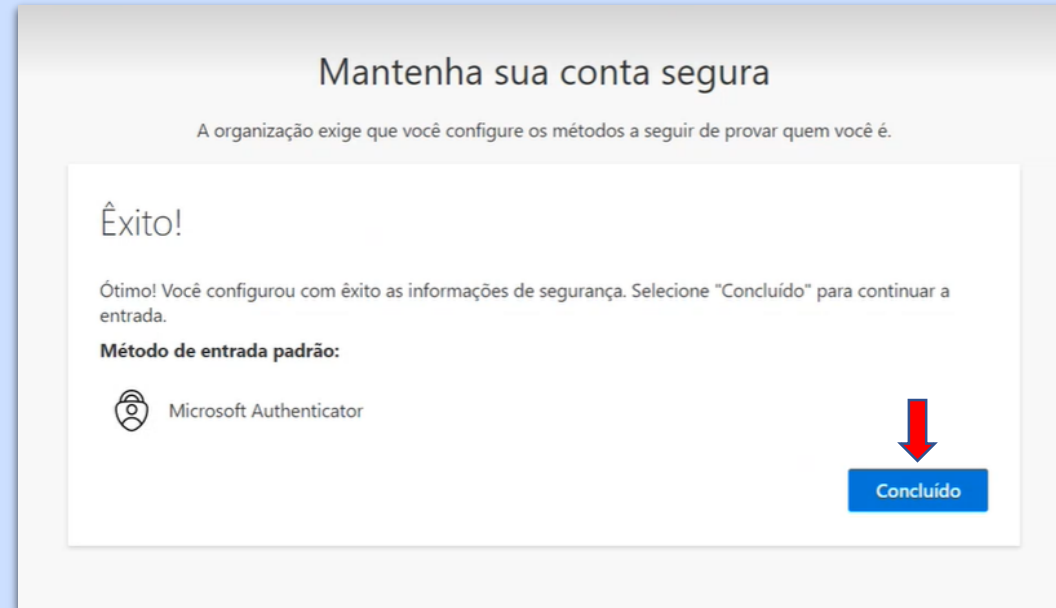 Mantenha sua conta segura
A organização exige que você configure os métodos a seguir de provar quem você é.
Êxito!
Ótimo! Você configurou com êxito as informações de segurança. Selecione "Concluído" para continuar a
entrada.
Método de entrada padrão:
Microsoft Authenticator
Concluído